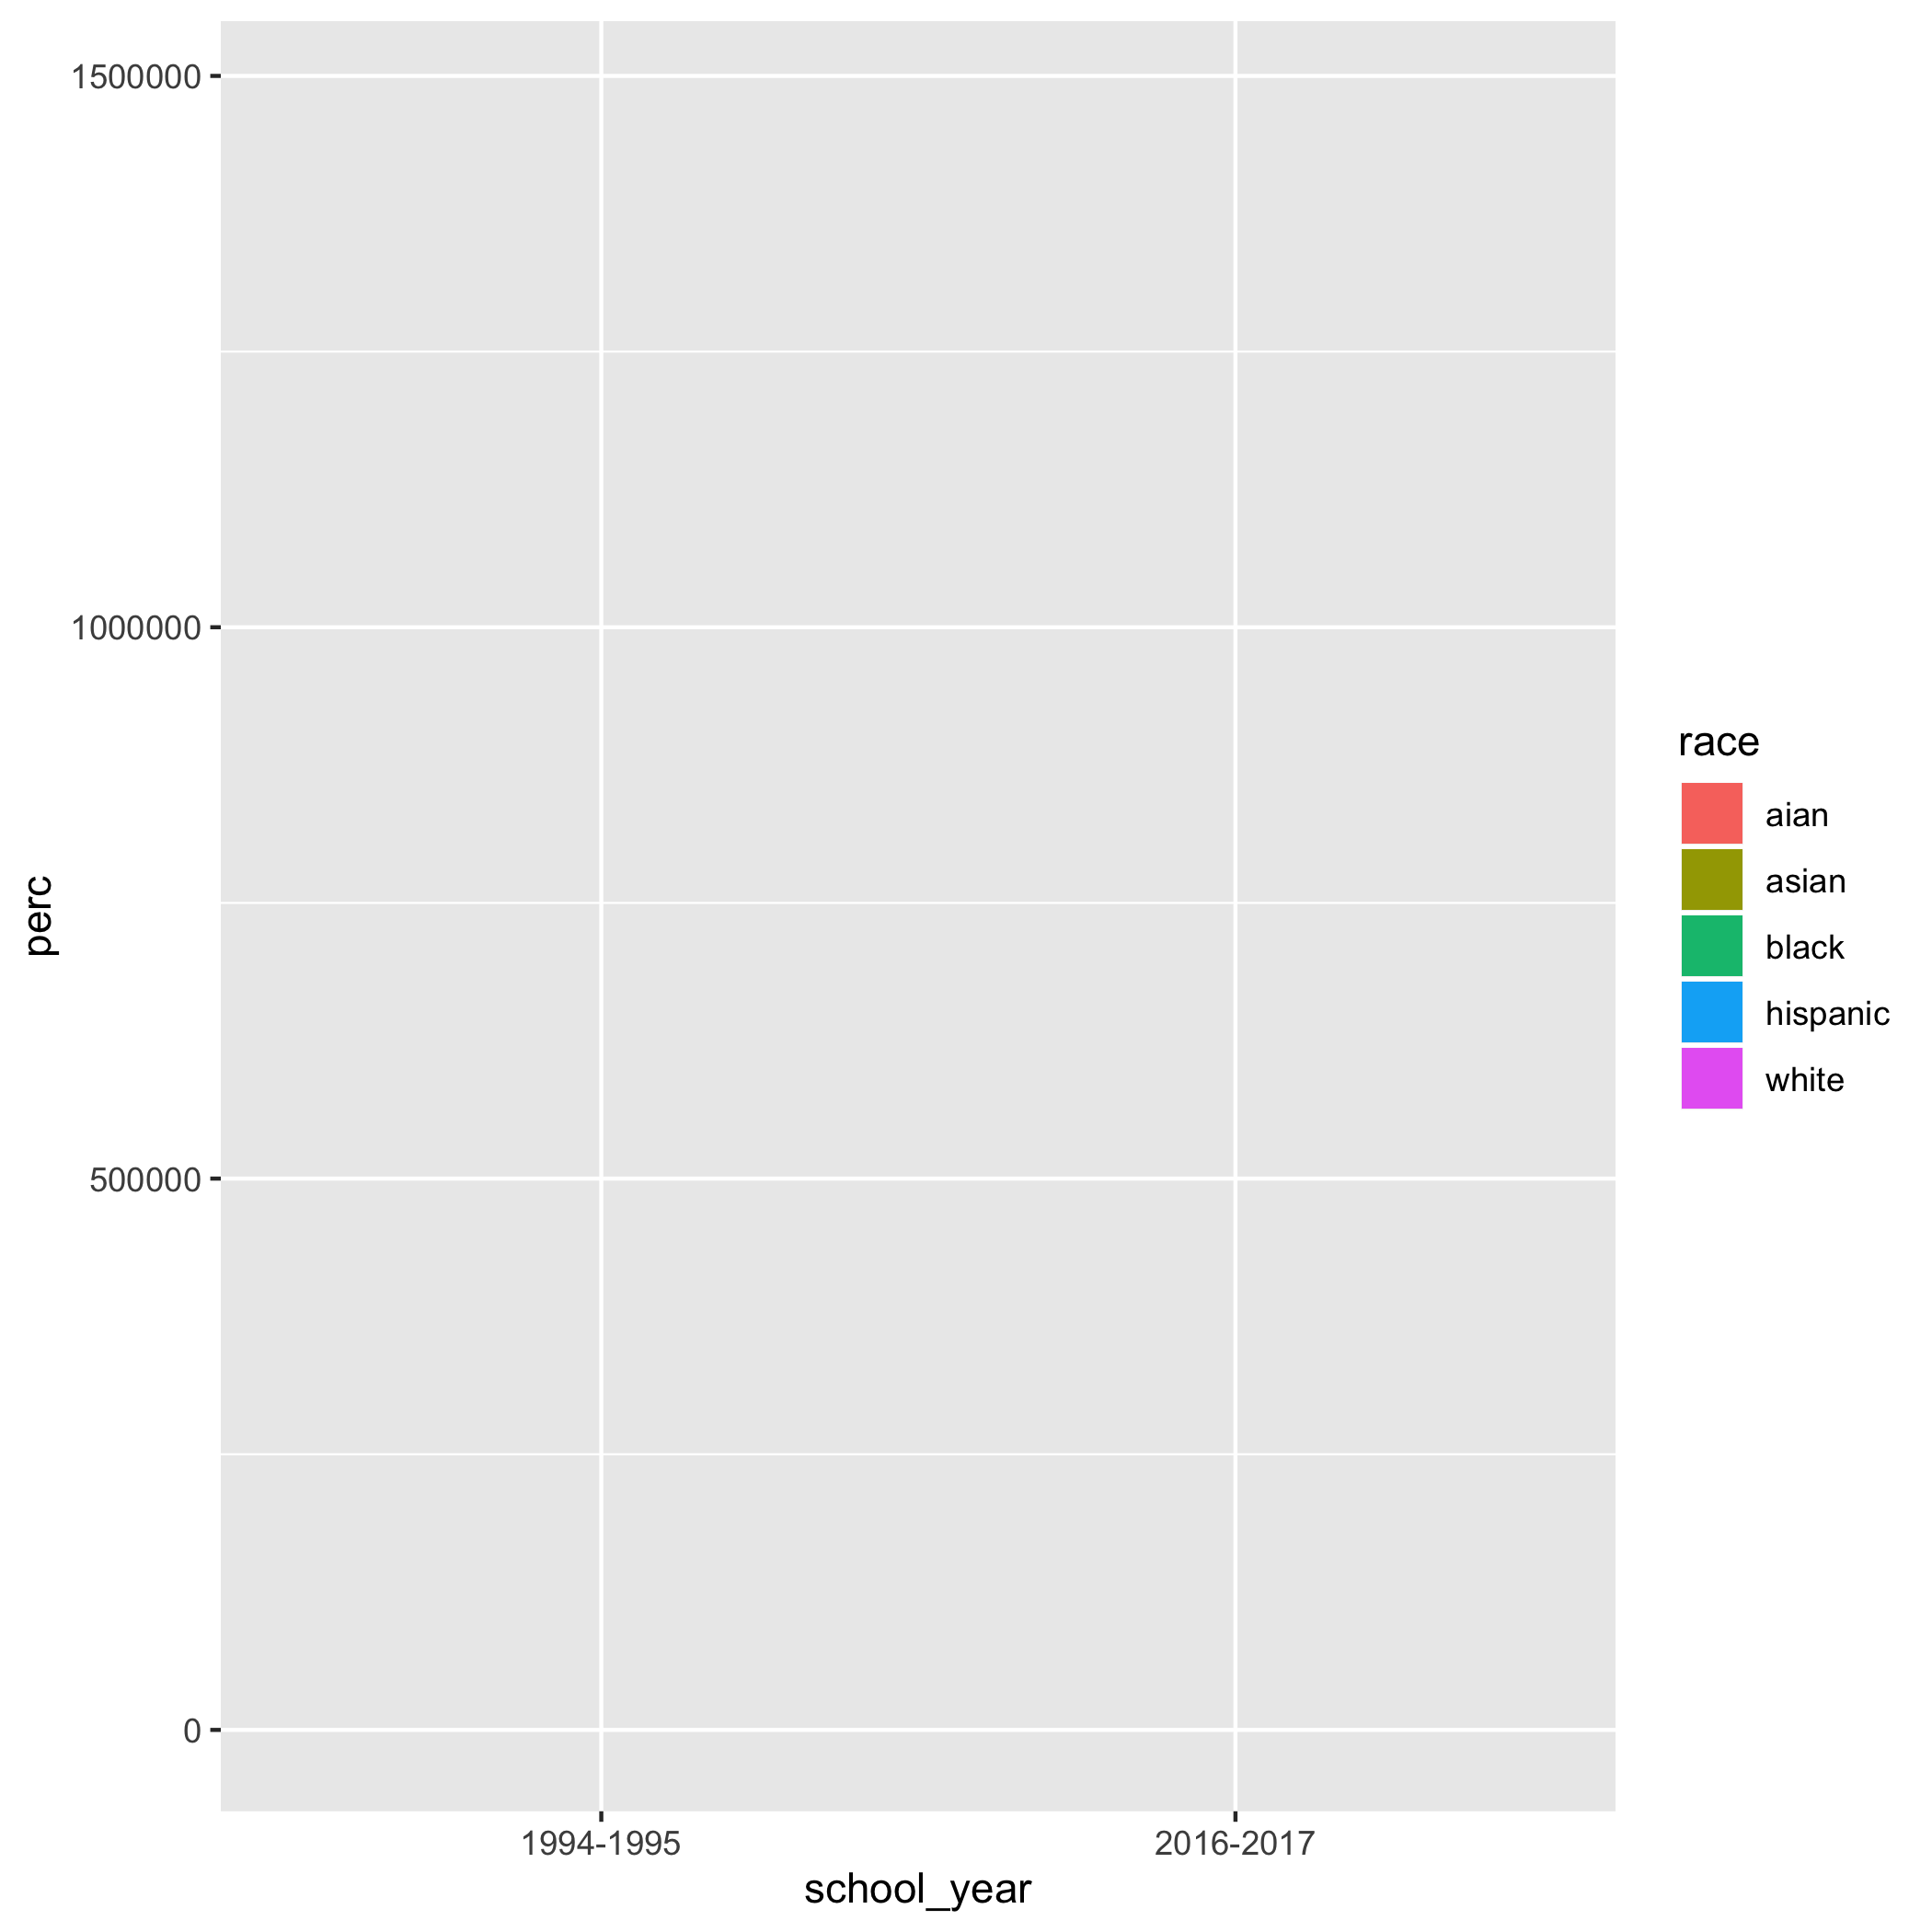 1500000
1000000
500000
0
perc
1994-1995
2016-2017
school_year
race
aian
asian
black
hispanic
white